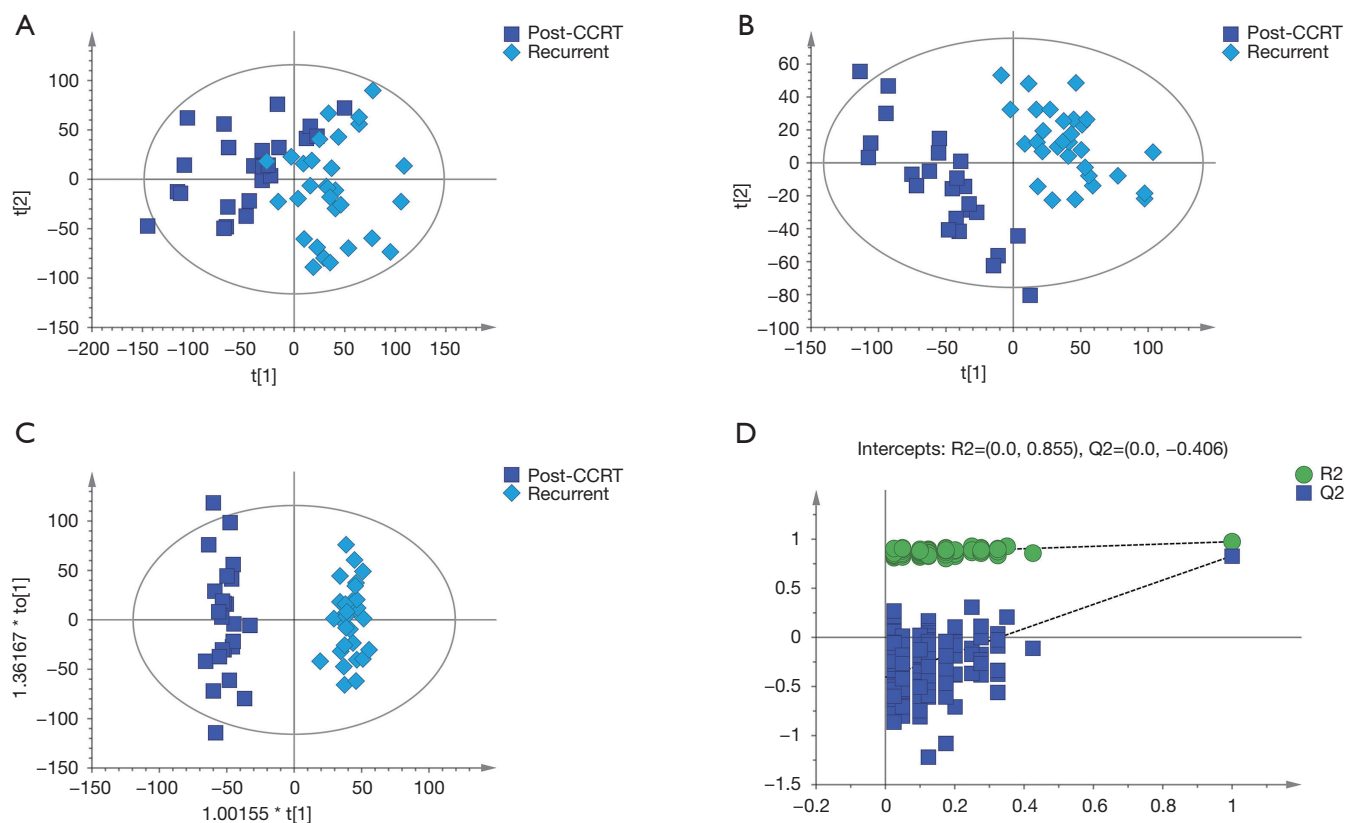 A
Post-CCRT
Recurrent
100
50
0
−50
−100
−150
t[2]
−200 −150 −100 −50 0 50 100 150
t[1]
B
Post-CCRT
Recurrent
60
40
20
0
−20
−40
−60
−80
−100
t[2]
−150 −100 −50 0 50 100
t[1]
C
Post-CCRT
Recurrent
100
50
0
−50
−100
−150
1.36167 * to[1]
−150 −100 −50 0 50 100
1.00155 * t[1]
D
Intercepts: R2=(0.0, 0.855), Q2=(0.0, −0.406)
R2
Q2
1
0.5
0
−0.5
−1
−1.5
−0.2 0 0.2 0.4 0.6 0.8 1